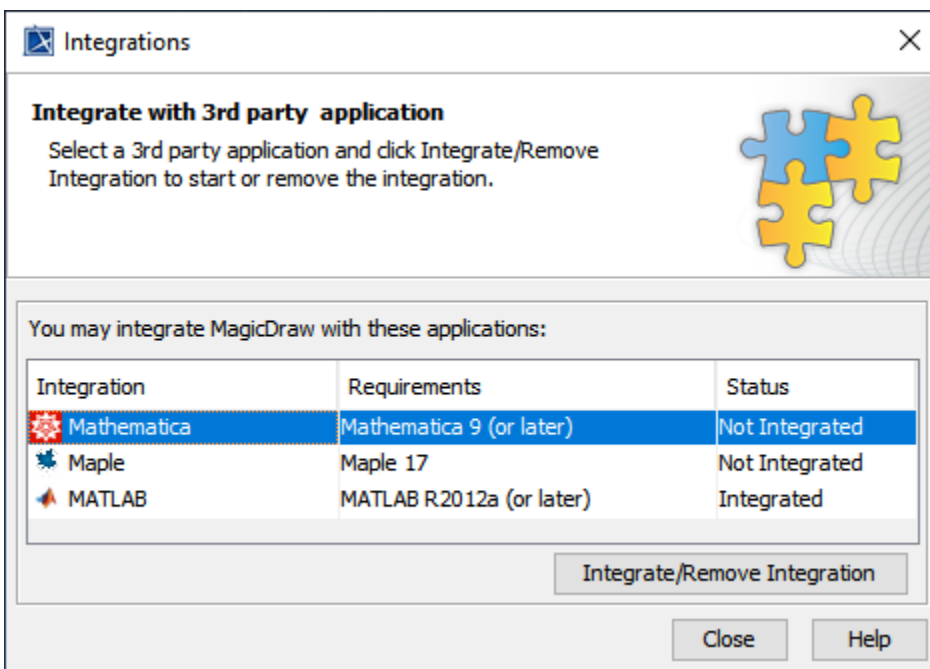 Integrations
Integrate with 3rd party application
Select a 3rd party application and click Integrate/Remove
Integration to start or remove the integration.
You may integrate MagicDraw with these applications:
Integration Requirements Status
Mathematica Mathematica 9 (or later) Not Integrated
Maple Maple 17 Not Integrated
MATLAB MATLAB R2012a (or later) Integrated
Integrate/Remove Integration
Close Help